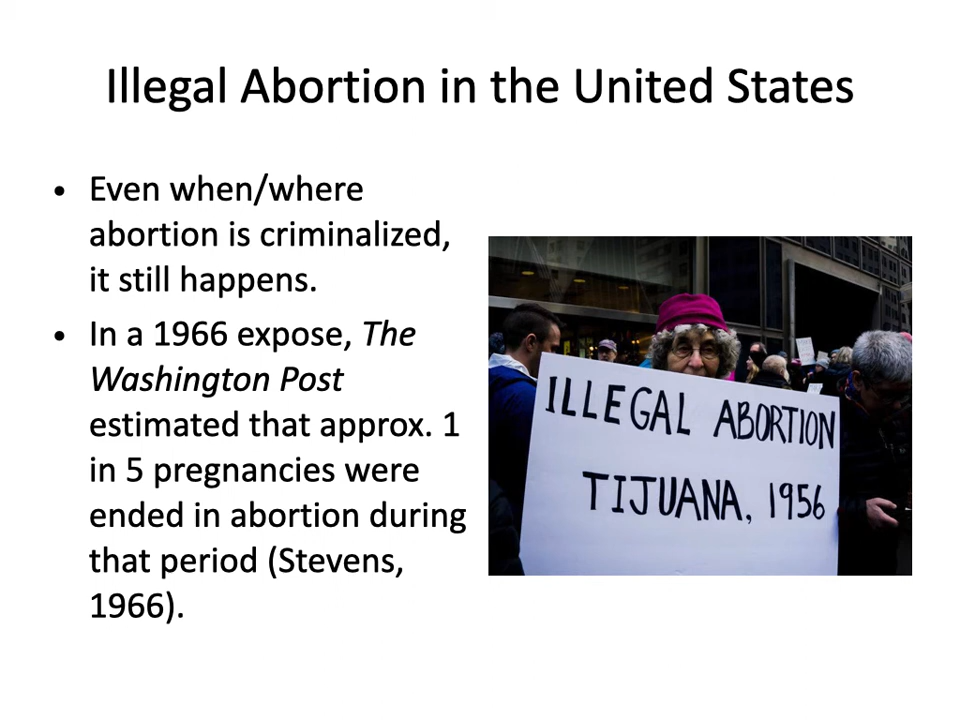 Illegal Abortion in the United States
• Even when/where
abortion is criminalized,
it still happens.
• In a 1966 expose, The
Washington Post
estimated that approx. 1
in 5 pregnancies were
ended in abortion during
that period (Stevens,
1966).
ILLEGAL ABORTION
TIJUANA, 1956